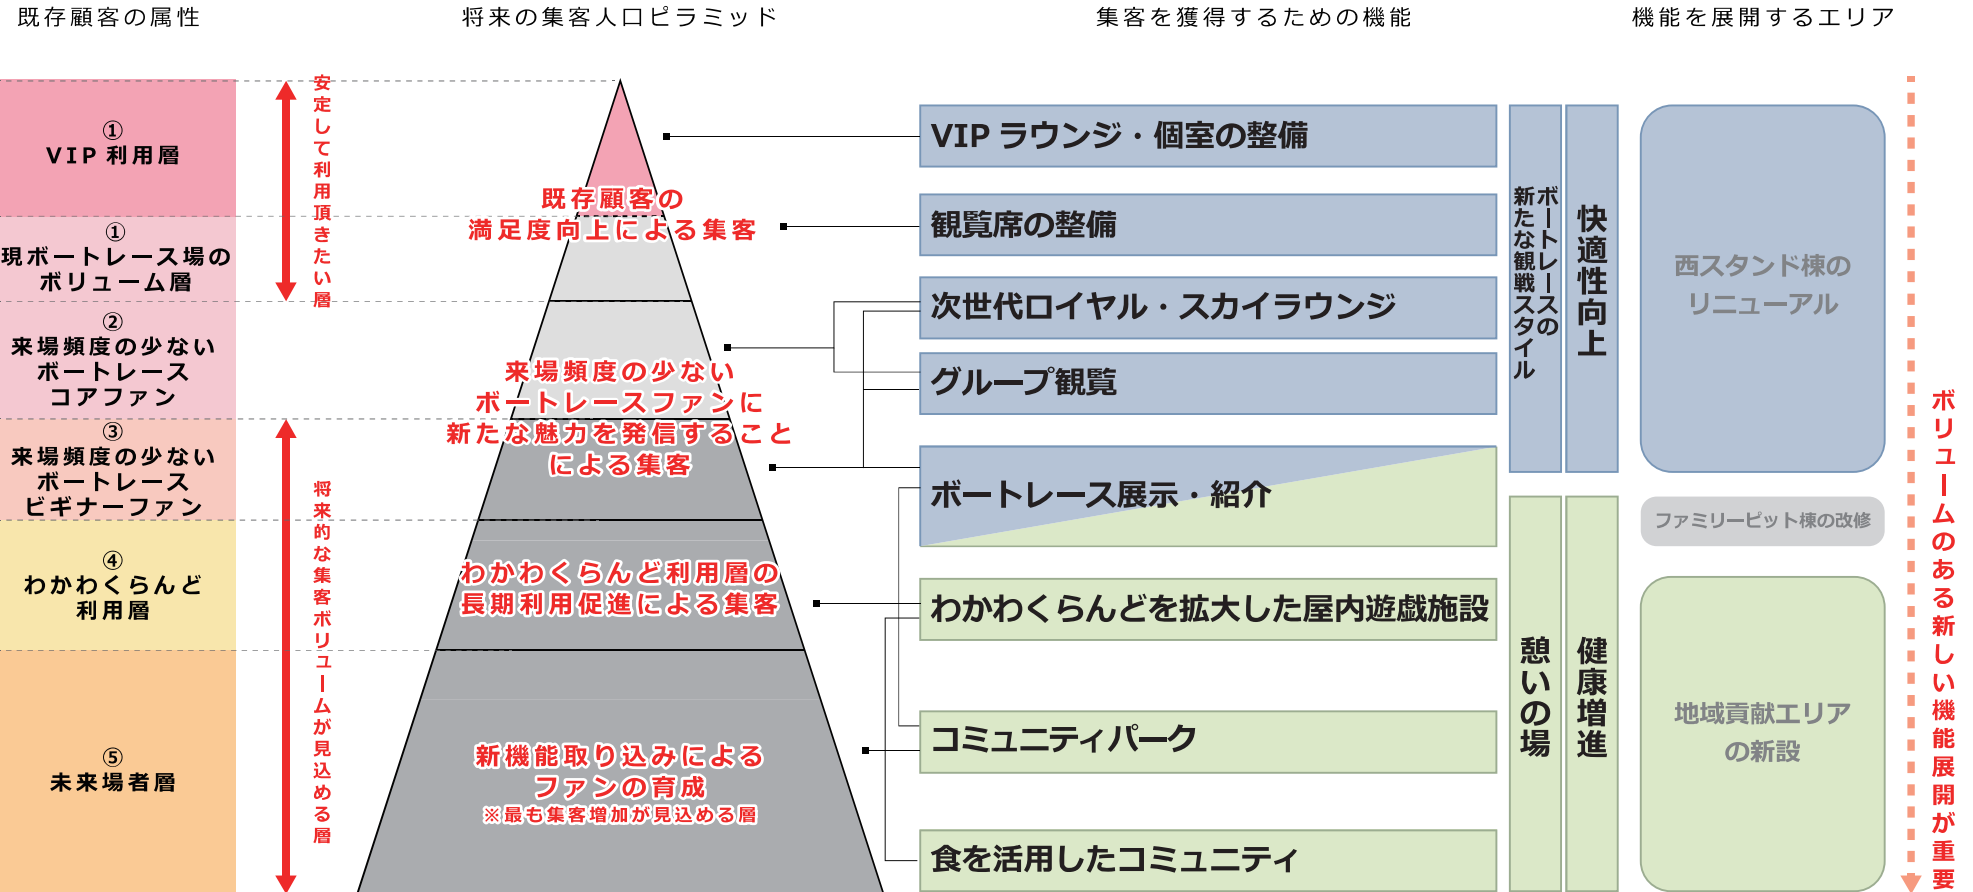 既存顧客の属性
将来の集客人口ピラミッド
集客を獲得するための機能
機能を展開するエリア
①
VIP 利用層
①
現ボートレース場の
ボリューム層
②
来場頻度の少ない
ボートレース
コアファン
③
来場頻度の少ない
ボートレース
ビギナーファン
④
わかわくらんど
利用層
⑤
未来場者層
安定して利用頂きたい層
将来的な集客ボリュームが見込める層
既存顧客の
満足度向上による集客
来場頻度の少ない
ボートレースファンに
新たな魅力を発信すること
による集客
わかわくらんど利用層の
長期利用促進による集客
新機能取り込みによる
ファンの育成
※最も集客増加が見込める層
VIP ラウンジ・個室の整備
観覧席の整備
次世代ロイヤル・スカイラウンジ
グループ観覧
ボートレース展示・紹介
わかわくらんどを拡大した屋内遊戯施設
コミュニティパーク
食を活用したコミュニティ
ボートレースの
新たな観戦スタイル
快適性向上
憩いの場
健康増進
西スタンド棟の
リニューアル
ファミリーピット棟の改修
地域貢献エリア
の新設
ボリュームのある新しい機能展開が重要